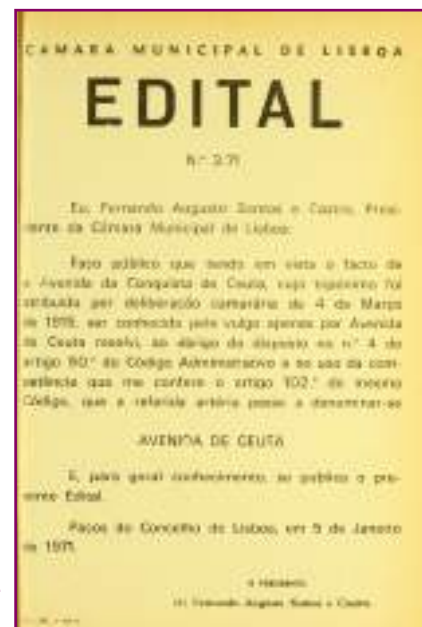 CÂMARA MUNICIPAL DE LISBOA
EDITAL
N.º 3.71
Eu, Fernando Augusto Santos e Castro, Presi-
dente da Câmara Municipal de Lisboa:
Faço público que tendo em vista o facto de
a Avenida da Conquista de Ceuta, cujo topónimo foi
atribuído por deliberação camarária de 4 de Março
de ser conhecida pelo vulgo apenas por Avenida
de Ceuta resolvi, ao abrigo do disposto no n.º 4 do
artigo do Código Administrativo e no uso da com-
petência que me confere o artigo 102.º do mesmo
Código, que a referida artéria passe a denominar-se
AVENIDA DE CEUTA
E, para geral conhecimento, se publica o pre-
sente Edital.
Paços do Concelho de Lisboa, em 5 de Janeiro
de 1971.
O PRESIDENTE
Fernando Augusto Santos e Castro